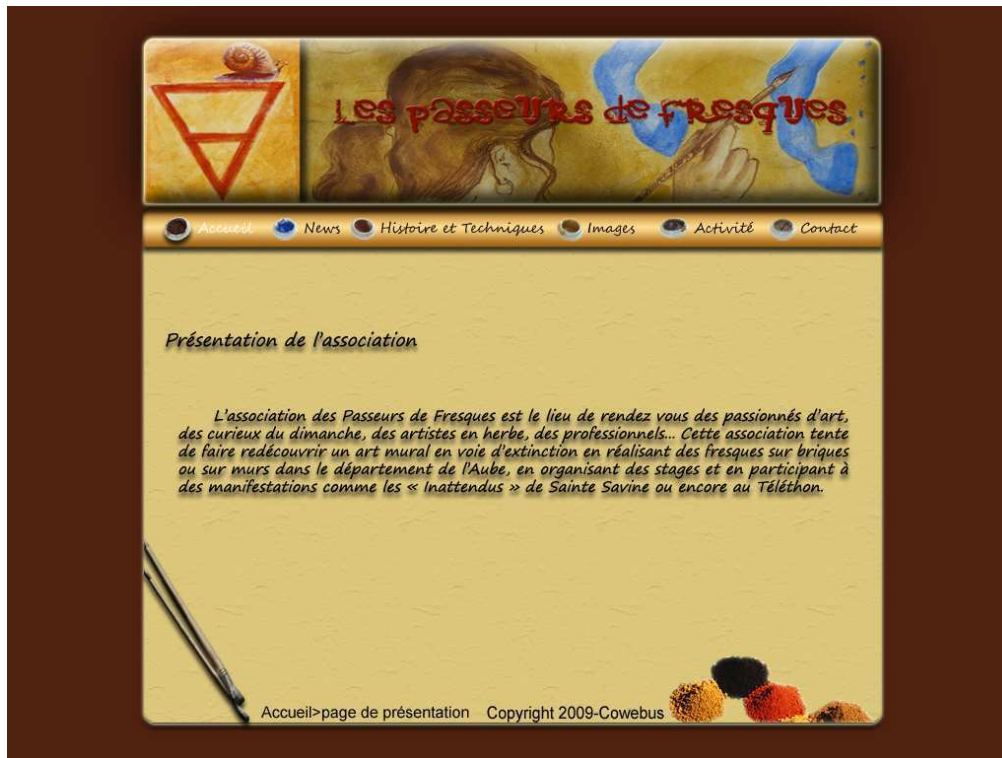 Les passeurs de fresques
Accueil News Histoire et Techniques Images Activité Contact
Présentation de l'association
L'association des Passeurs de Fresques est le lieu de rendez vous des passionnés d'art,
des curieux du dimanche, des artistes en herbe, des professionnels... Cette association tente
de faire redécouvrir un art mural en voie d'extinction en réalisant des fresques sur briques
ou sur murs dans le département de l'Aube, en organisant des stages et en participant à
des manifestations comme les « Inattendus » de Sainte Savine ou encore au Téléthon.
Accueil>page de présentation Copyright 2009-Cowebus